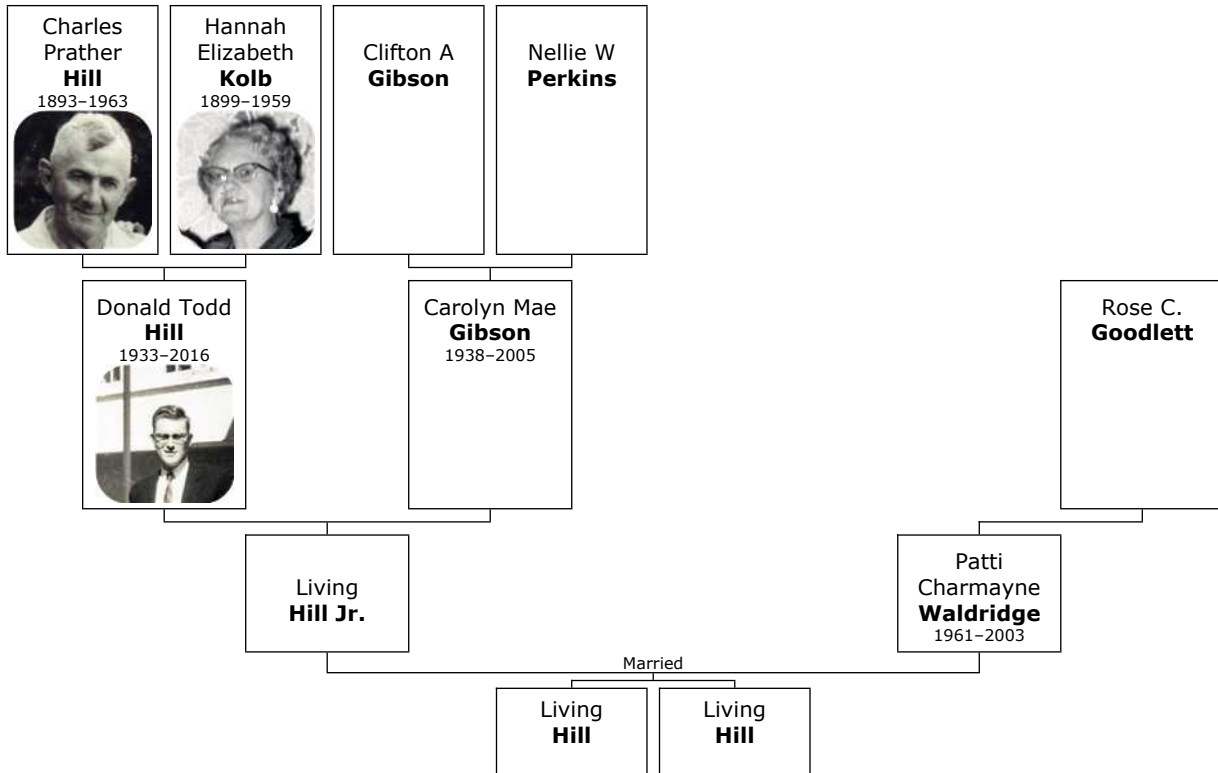 Charles
Prather
Hill
1893–1963
Hannah
Elizabeth
Kolb
1899–1959
Clifton A
Gibson
Nellie W
Perkins
Donald Todd
Hill
1933–2016
Carolyn Mae
Gibson
1938–2005
Rose C.
Goodlett
Living
Hill Jr.
Patti
Charmayne
Waldridge
1961–2003
Married
Living
Hill
Living
Hill